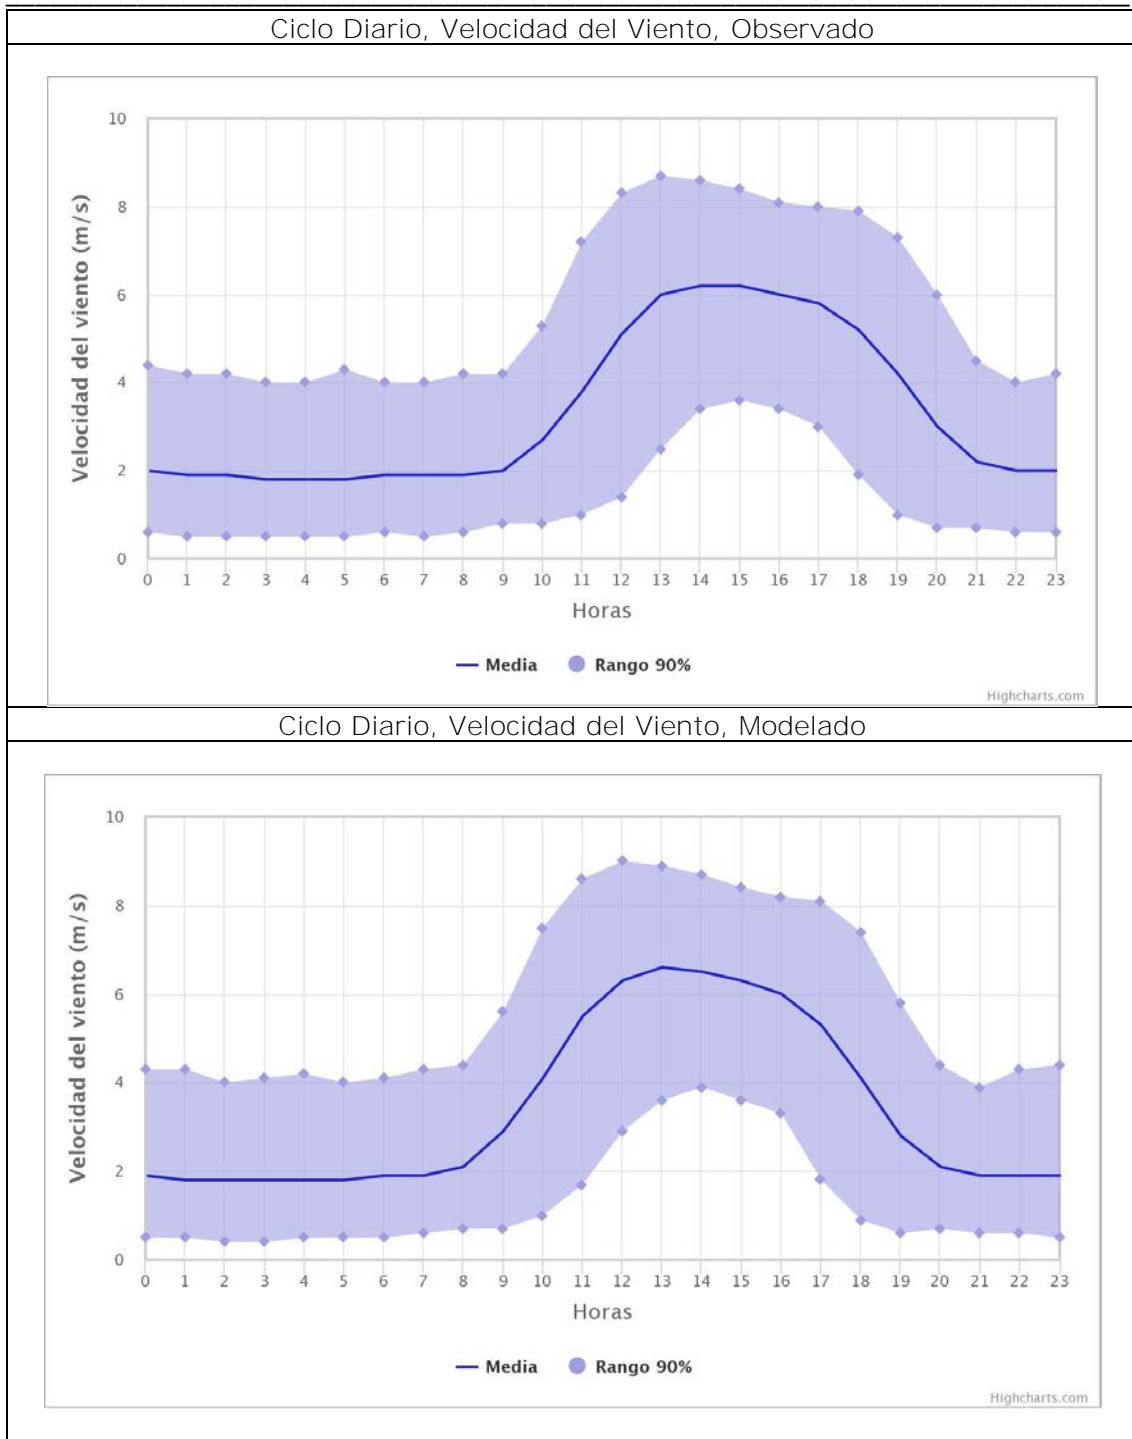 Ciclo Diario, Velocidad del Viento, Observado
10
8
6
4
2
0
Velocidad del viento (m/s)
0 1 2 3 4 5 6 7 8 9 10 11 12 13 14 15 16 17 18 19 20 21 22 23
Horas
Media Rango 90%
Highcharts.com
Ciclo Diario, Velocidad del Viento, Modelado
10
8
6
4
2
0
Velocidad del viento (m/s)
0 1 2 3 4 5 6 7 8 9 10 11 12 13 14 15 16 17 18 19 20 21 22 23
Horas
Media Rango 90%
Highcharts.com